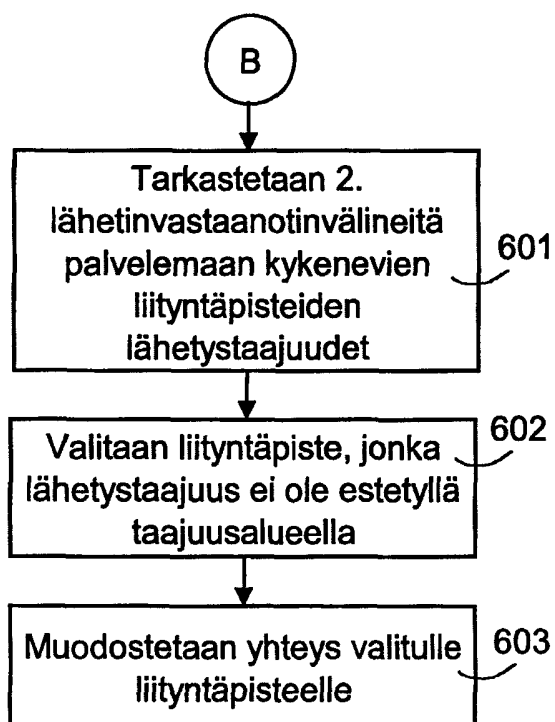 B
Tarkastetaan 2.
lähetinvastaanotinvälineitä
palvelemaan kykenevien
liityntäpisteiden
lähetystaajuudet
601
Valitaan liityntäpiste, jonka
lähetystaajuus ei ole estetyllä
taajuusalueella
602
Muodostetaan yhteys valitulle
liityntäpisteelle
603